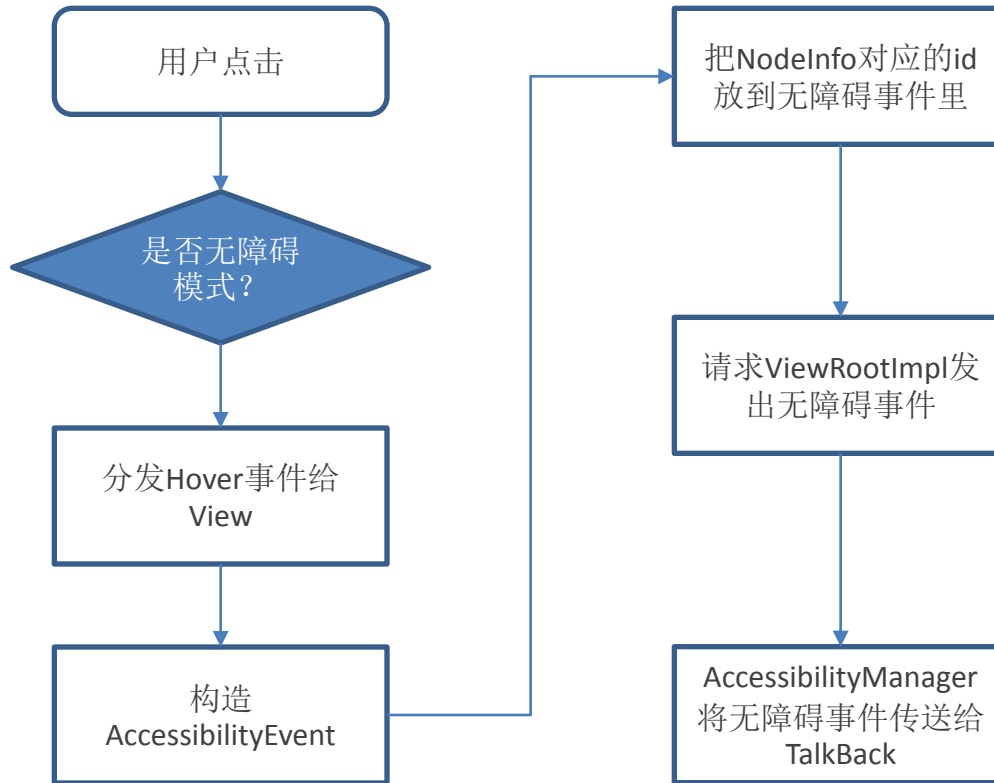 用户点击
是否无障碍
模式？
分发Hover事件给
View
构造
AccessibilityEvent
把NodeInfo对应的id
放到无障碍事件里
请求ViewRootImpl发
出无障碍事件
AccessibilityManager
将无障碍事件传送给
TalkBack